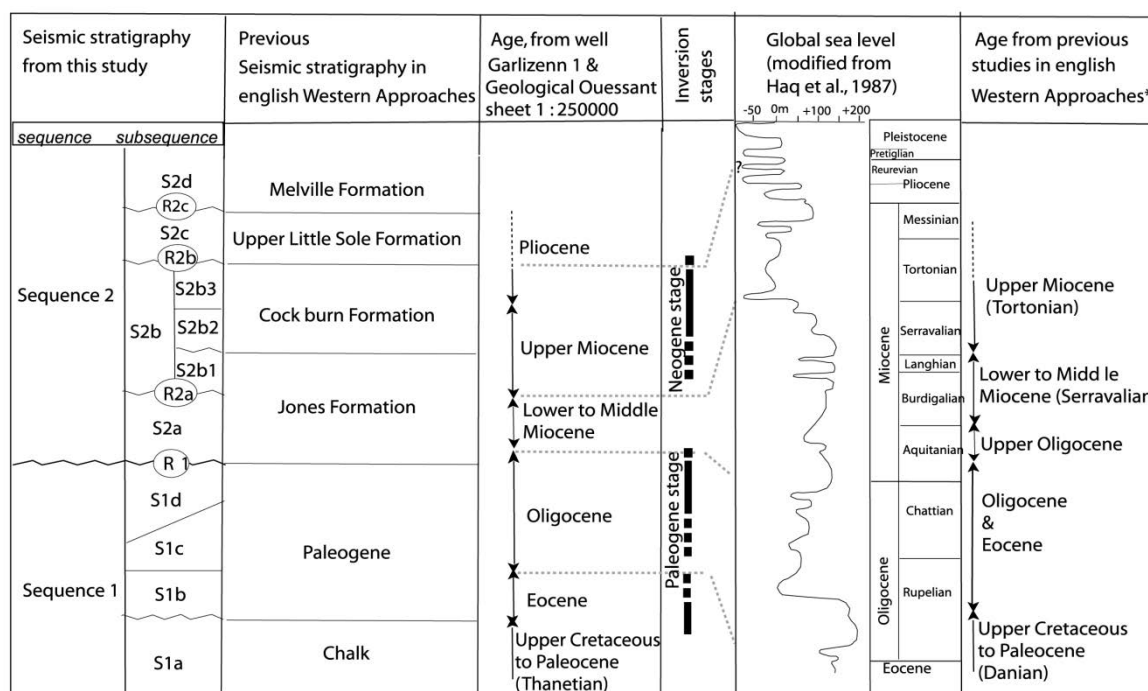 Seismic stratigraphy
from this study
Previous
Seismic stratigraphy in
english Western Approaches
Age, from well
Garlizenn 1 &
Geological Ouessant
sheet 1 : 250000
Inversion
stages
Global sea level
(modified from
Haq et al., 1987)
Age from previous
studies in english
Western Approaches*
-50 0m +100 +200
sequence subsequence
Sequence 2
S2d
R2c
S2c
R2b
S2b
S2b3
S2b2
S2b1
R2a
S2a
R 1
Sequence 1
S1d
S1c
S1b
S1a
Melville Formation
Upper Little Sole Formation
Cock burn Formation
Jones Formation
Paleogene
Chalk
Pliocene
Upper Miocene
Lower to Middle
Miocene
Oligocene
Eocene
Upper Cretaceous
to Paleocene
(Thanetian)
Neogene stage
Paleogene stage
?
Pleistocene
Pretiglian
Reurevian
Pliocene
Miocene
Messinian
Tortonian
Serravalian
Langhian
Burdigalian
Aquitanian
Oligocene
Chattian
Rupelian
Eocene
Upper Miocene
(Tortonian)
Lower to Midd le
Miocene (Serravalian
Upper Oligocene
Oligocene
&
Eocene
Upper Cretaceous
to Paleocene
(Danian)